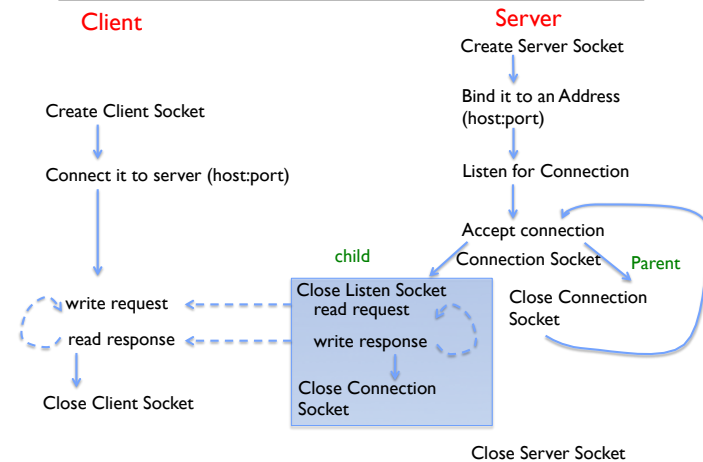 Client
Server
Create Server Socket
Bind it to an Address
(host:port)
Create Client Socket
Listen for Connection
Connect it to server (host:port)
Accept connection
child
Connection Socket
Parent
Close Listen Socket
read request
Close Connection
Socket
write request
read response
write response
Close Connection
Socket
Close Client Socket
Close Server Socket